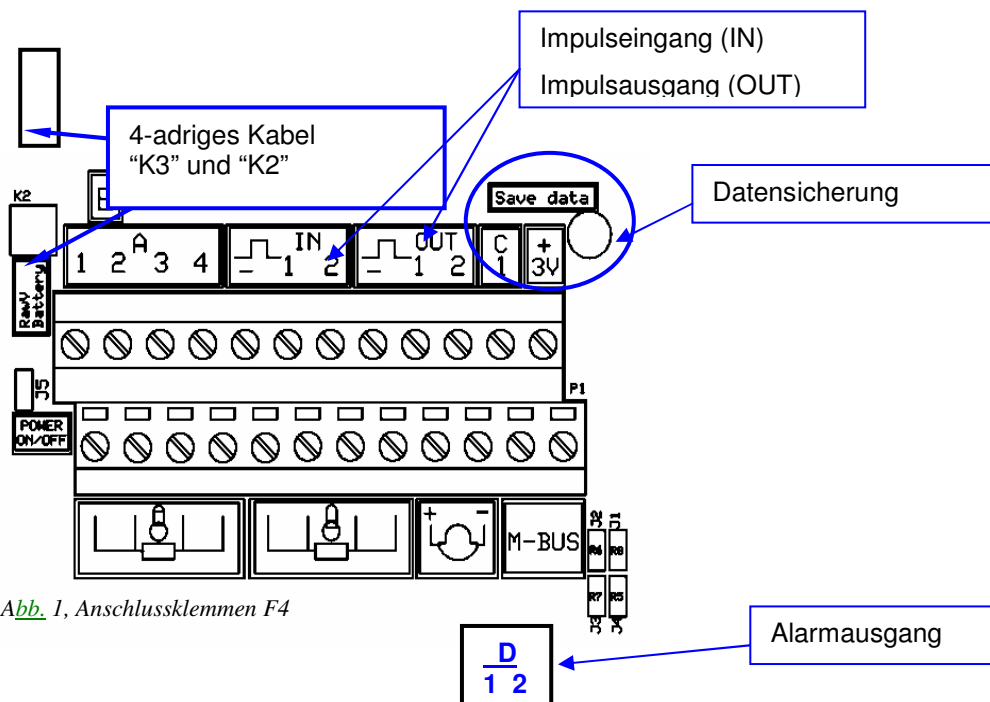 Impulseingang (IN)
Impulsausgang (OUT)
4-adriges Kabel
“K3” und “K2”
Datensicherung
Save data
K2
A
1 2 3 4
IN
1 2
OUT
1 2
C
1
+
3V
RawV
Battery
J5
POWER
ON/OFF
P1
+ -
M-BUS
J2 J1
R6 R8
R7 R5
J3 J4
Abb. 1, Anschlussklemmen F4
D
1 2
Alarmausgang